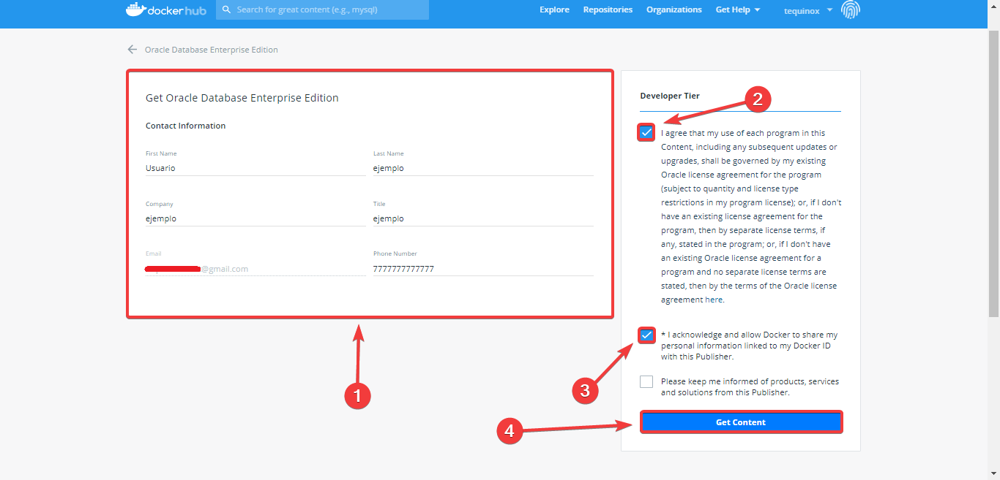 docker hub
Search for great content (e.g., mysql)
Explore
Repositories
Organizations
Get Help
tequinox
Oracle Database Enterprise Edition
Get Oracle Database Enterprise Edition
Contact Information
First Name
Usuario
Last Name
ejemplo
Company
ejemplo
Title
ejemplo
Email
@gmail.com
Phone Number
7777777777777
1
Developer Tier
2
I agree that my use of each program in this
Content, including any subsequent updates or
upgrades, shall be governed by my existing
Oracle license agreement for the program
(subject to quantity and license type
restrictions in my program license); or, if I don't
have an existing license agreement for the
program, then by separate license terms, if
any, stated in the program; or, if I don't have
an existing Oracle license agreement for a
program and no separate license terms are
stated, then by the terms of the Oracle license
agreement here.
* I acknowledge and allow Docker to share my
personal information linked to my Docker ID
with this Publisher.
3
Please keep me informed of products, services
and solutions from this Publisher.
4
Get Content